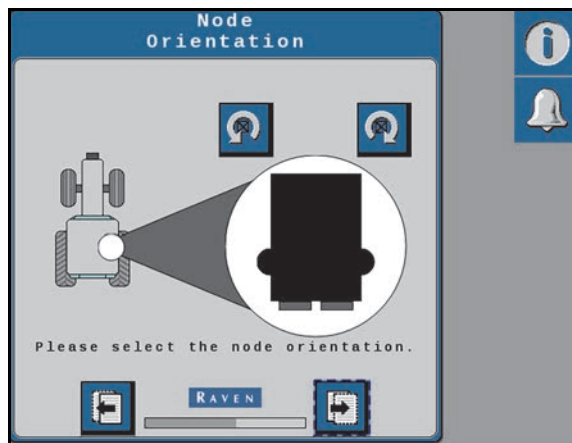 Node
Orientation
Please select the node orientation.
RAVEN